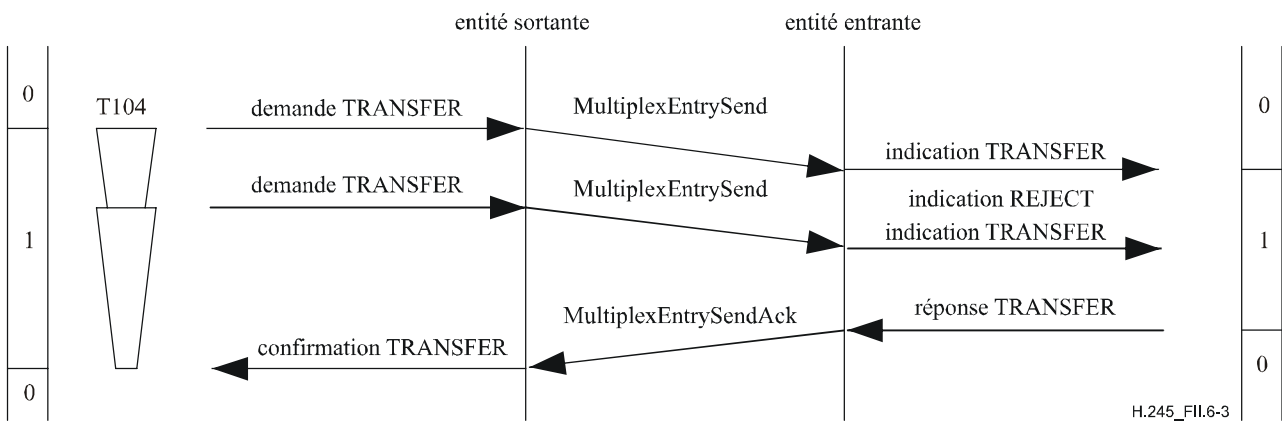 entité sortante
entité entrante
0
T104
demande TRANSFER
MultiplexEntrySend
0
indication TRANSFER
demande TRANSFER
MultiplexEntrySend
indication REJECT
1
indication TRANSFER
1
MultiplexEntrySendAck
réponse TRANSFER
confirmation TRANSFER
0
0
H.245_FII.6-3